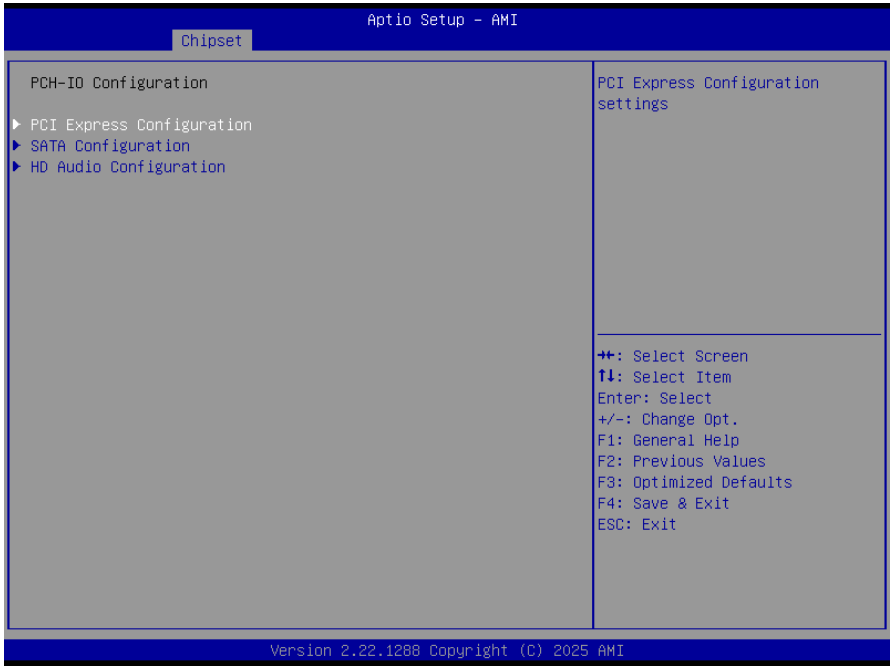 Aptio Setup – AMI
Chipset
PCH-IO Configuration
PCI Express Configuration
SATA Configuration
HD Audio Configuration
PCI Express Configuration
settings
→←: Select Screen
↑↓: Select Item
Enter: Select
+/-: Change Opt.
F1: General Help
F2: Previous Values
F3: Optimized Defaults
F4: Save & Exit
ESC: Exit
Version 2.22.1288 Copyright (C) 2025 AMI